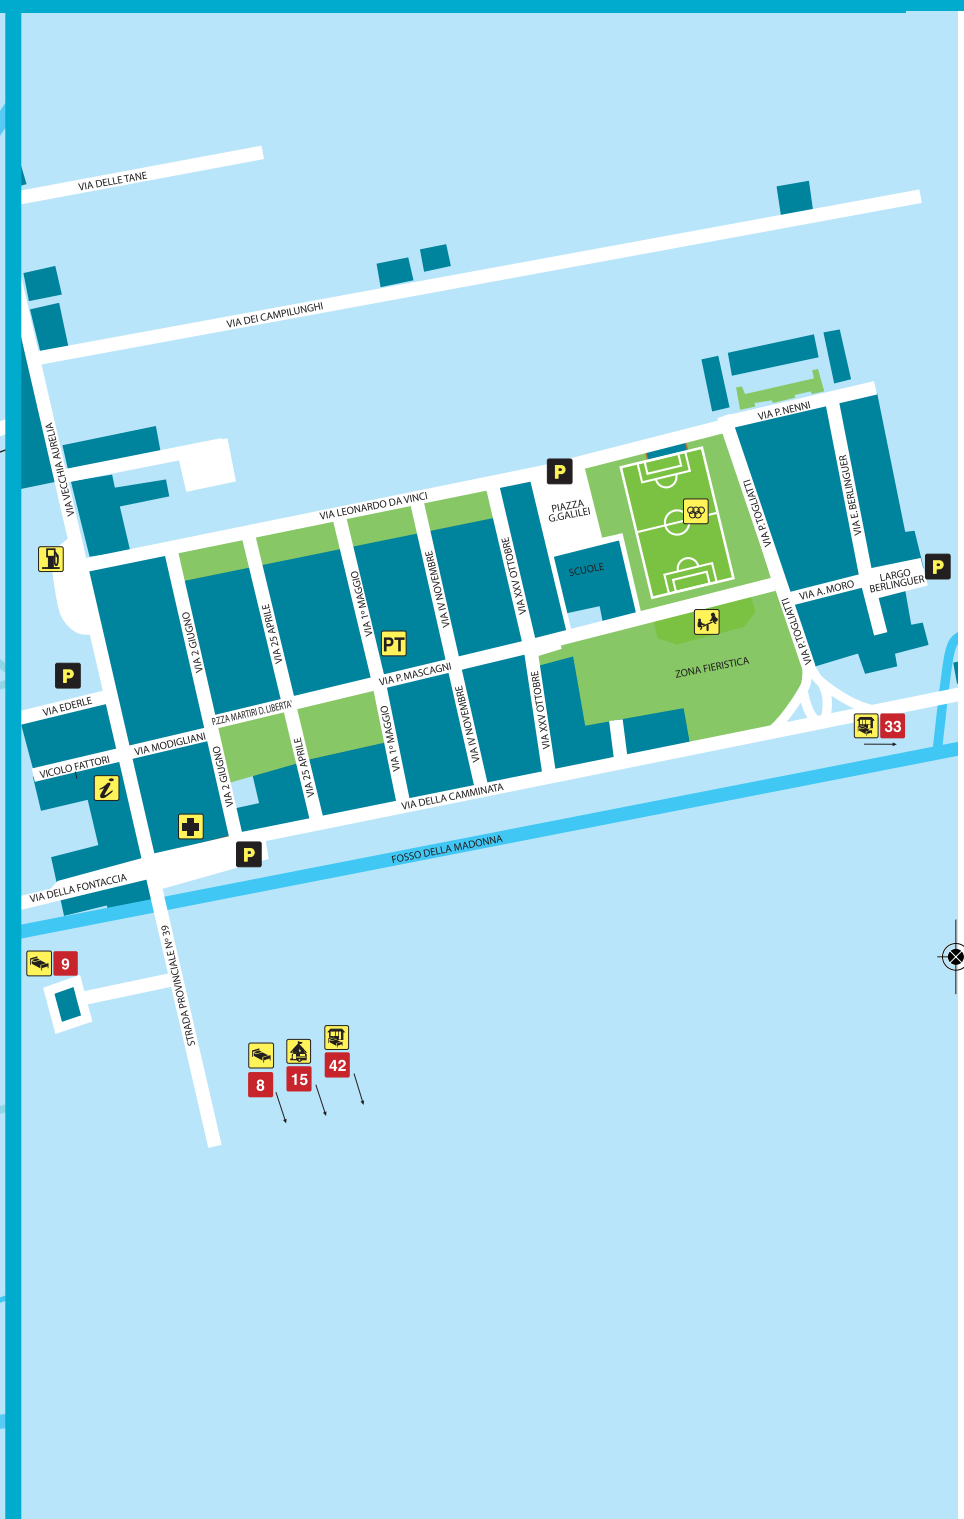 VIA DELLE TANE
VIA DEI CAMPILUNGHI
VIA VECCHIA AURELIA
VIA P. NENNI
VIA LEONARDO DA VINCI
P
PIAZZA
G.GALILEI
VIA P.TOGLIATTI
VIA E. BERLINGUER
SCUOLE
LARGO
BERLINGUER
P
VIA A. MORO
VIA 2 GIUGNO
VIA 25 APRILE
VIA 1º MAGGIO
VIA IV NOVEMBRE
VIA XXV OTTOBRE
PT
VIA P.TOGLIATTI
P
VIA P. MASCAGNI
ZONA FIERISTICA
VIA EDERLE
P.ZZA MARTIRI D. LIBERTA'
VIA MODIGLIANI
VICOLO FATTORI
VIA 2 GIUGNO
VIA 25 APRILE
VIA 1º MAGGIO
VIA IV NOVEMBRE
VIA XXV OTTOBRE
33
i
VIA DELLA CAMMINATA
P
FOSSO DELLA MADONNA
VIA DELLA FONTACCIA
STRADA PROVINCIALE Nº 39
9
8
15
42